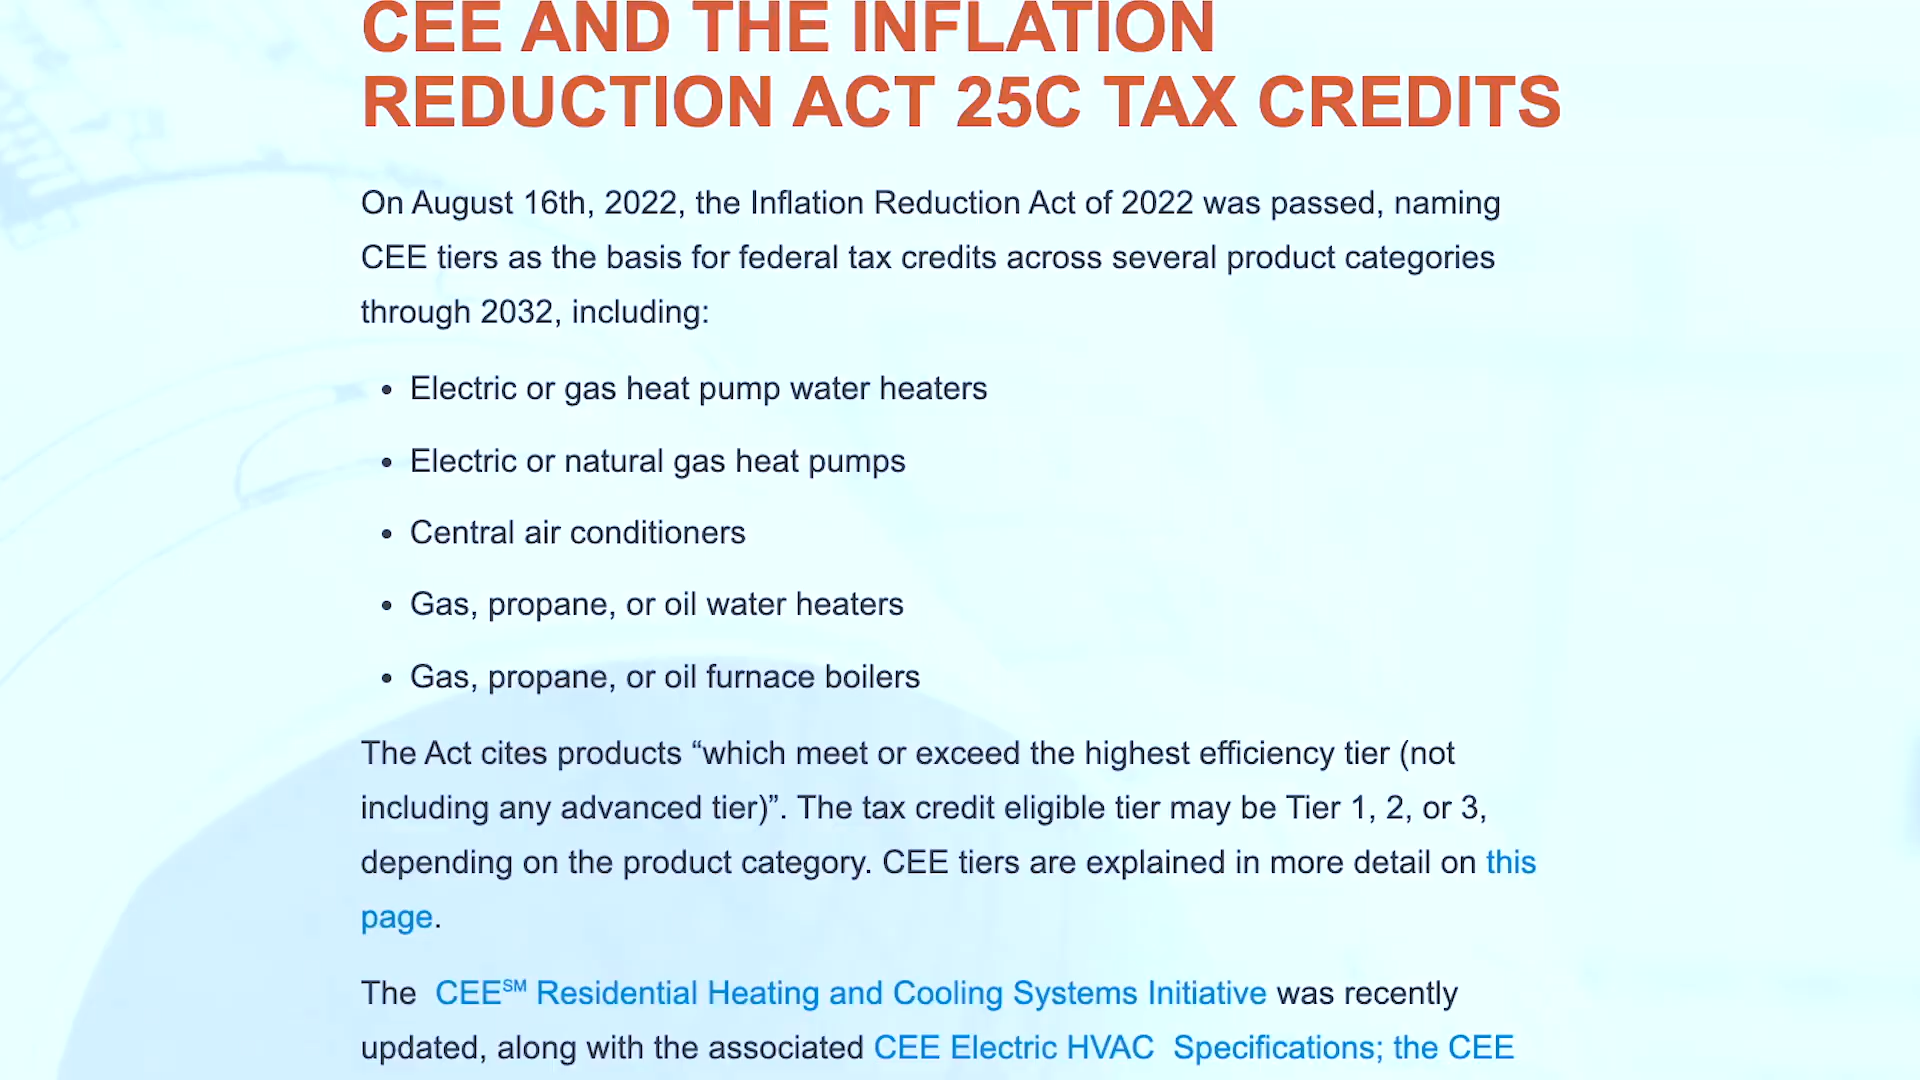 CEE AND THE INFLATION
REDUCTION ACT 25C TAX CREDITS
On August 16th, 2022, the Inflation Reduction Act of 2022 was passed, naming
CEE tiers as the basis for federal tax credits across several product categories
through 2032, including:
• Electric or gas heat pump water heaters
• Electric or natural gas heat pumps
• Central air conditioners
• Gas, propane, or oil water heaters
• Gas, propane, or oil furnace boilers
The Act cites products “which meet or exceed the highest efficiency tier (not
including any advanced tier)”. The tax credit eligible tier may be Tier 1, 2, or 3,
depending on the product category. CEE tiers are explained in more detail on this
page.
The CEE℠ Residential Heating and Cooling Systems Initiative was recently
updated, along with the associated CEE Electric HVAC Specifications; the CEE